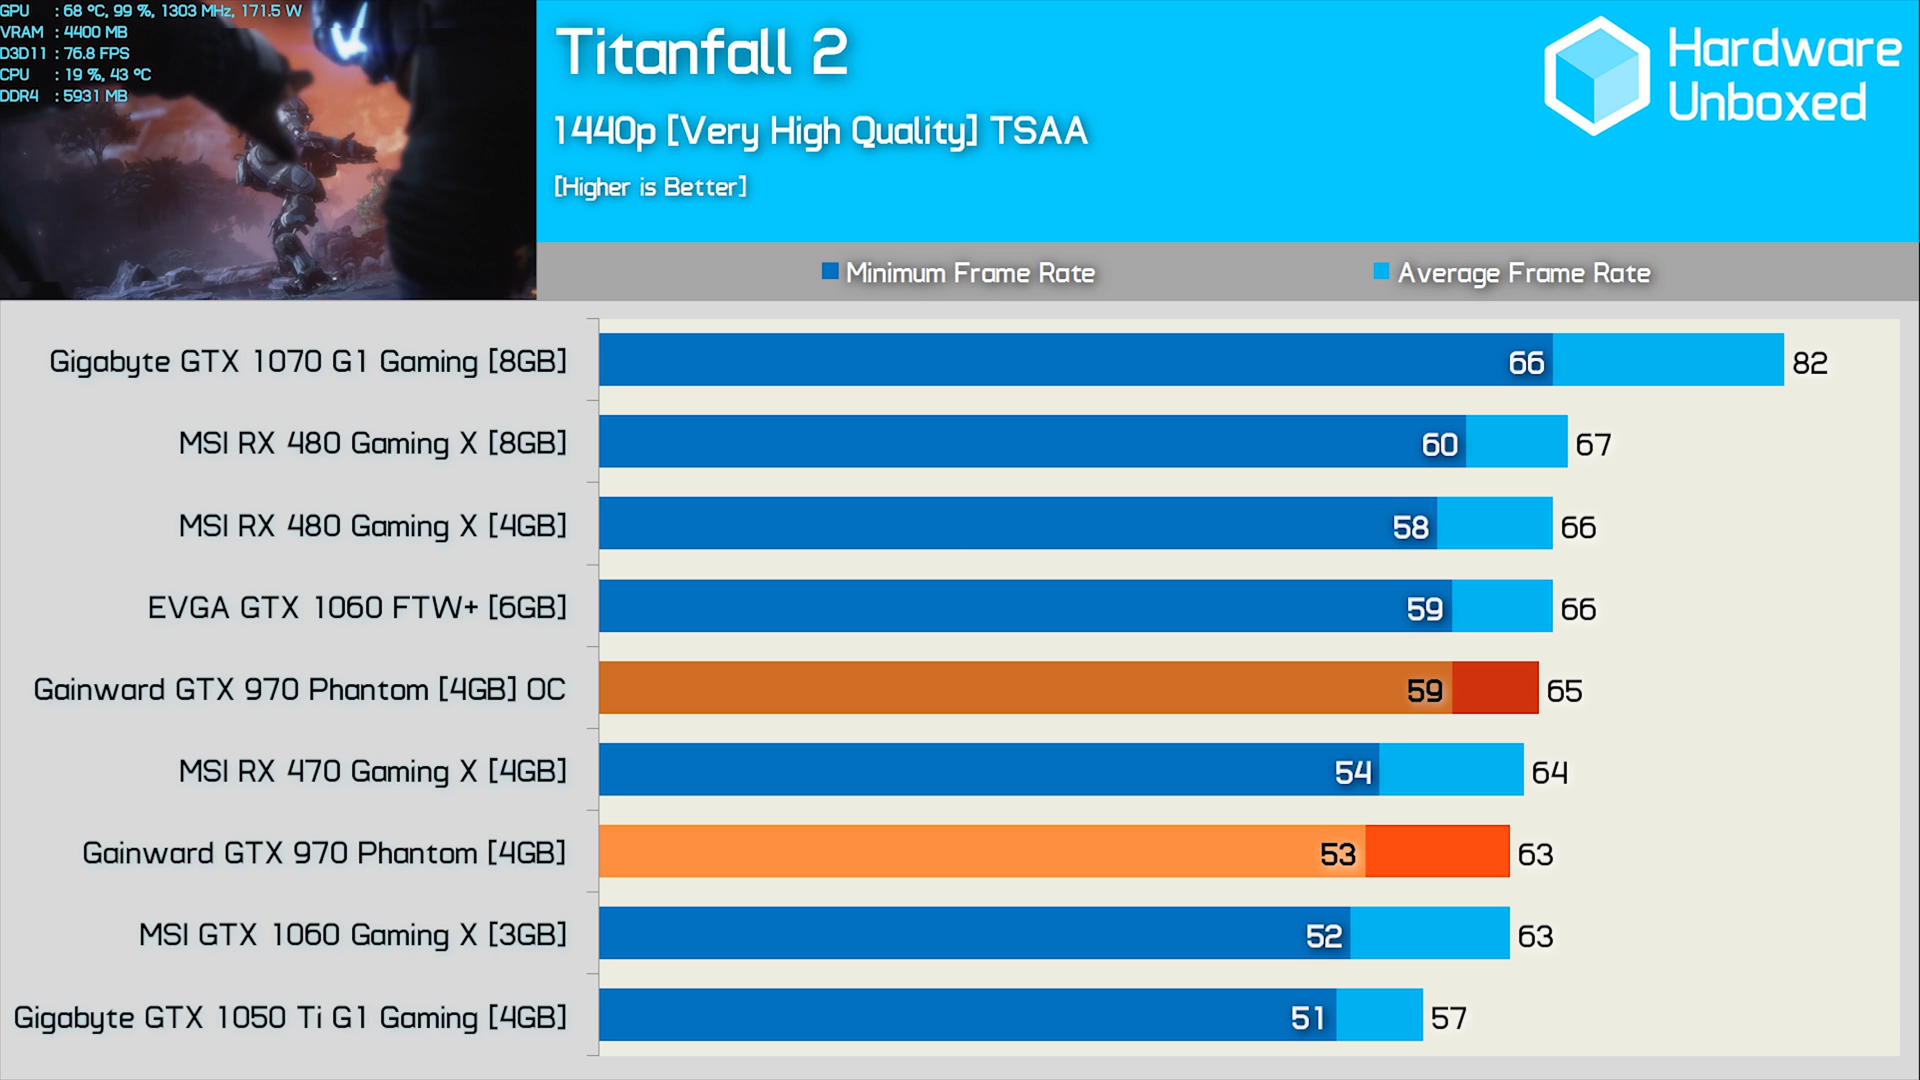 GPU : 68 ºC, 99 %, 1303 MHz, 171.5 W
VRAM : 4400 MB
D3D11 : 76.8 FPS
CPU : 19 %, 43 ºC
DDR4 : 5931 MB
Titanfall 2
1440p [Very High Quality] TSAA
[Higher is Better]
Hardware
Unboxed
Minimum Frame Rate Average Frame Rate
Gigabyte GTX 1070 G1 Gaming [8GB] 66 82
MSI RX 480 Gaming X [8GB] 60 67
MSI RX 480 Gaming X [4GB] 58 66
EVGA GTX 1060 FTW+ [6GB] 59 66
Gainward GTX 970 Phantom [4GB] OC 59 65
MSI RX 470 Gaming X [4GB] 54 64
Gainward GTX 970 Phantom [4GB] 53 63
MSI GTX 1060 Gaming X [3GB] 52 63
Gigabyte GTX 1050 Ti G1 Gaming [4GB] 51 57